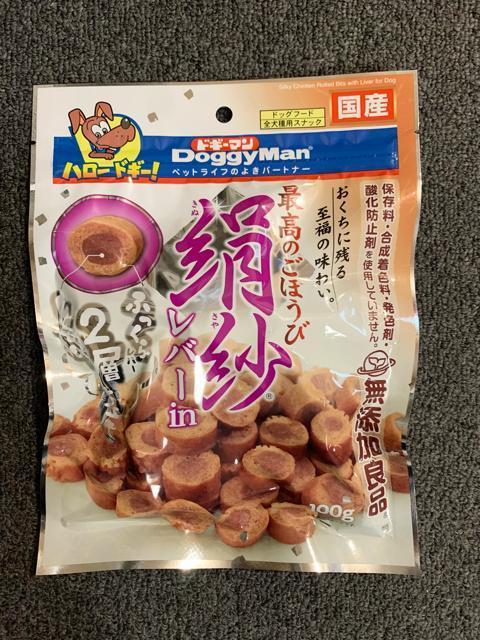 Silky Chicken Rolled Bits with Liver for Dog
国産
ドッグフード
全犬種用スナック
ドギーマン
DoggyMan®
ペットライフのよきパートナー
ハロードギー!
保存料・合成着色料・発色剤・
酸化防止剤を使用していません。
無添加良品
おくちに残る
至福の味わい。
最高のごほうび
きぬ
さや
絹紗®
レバーin
2層
100g